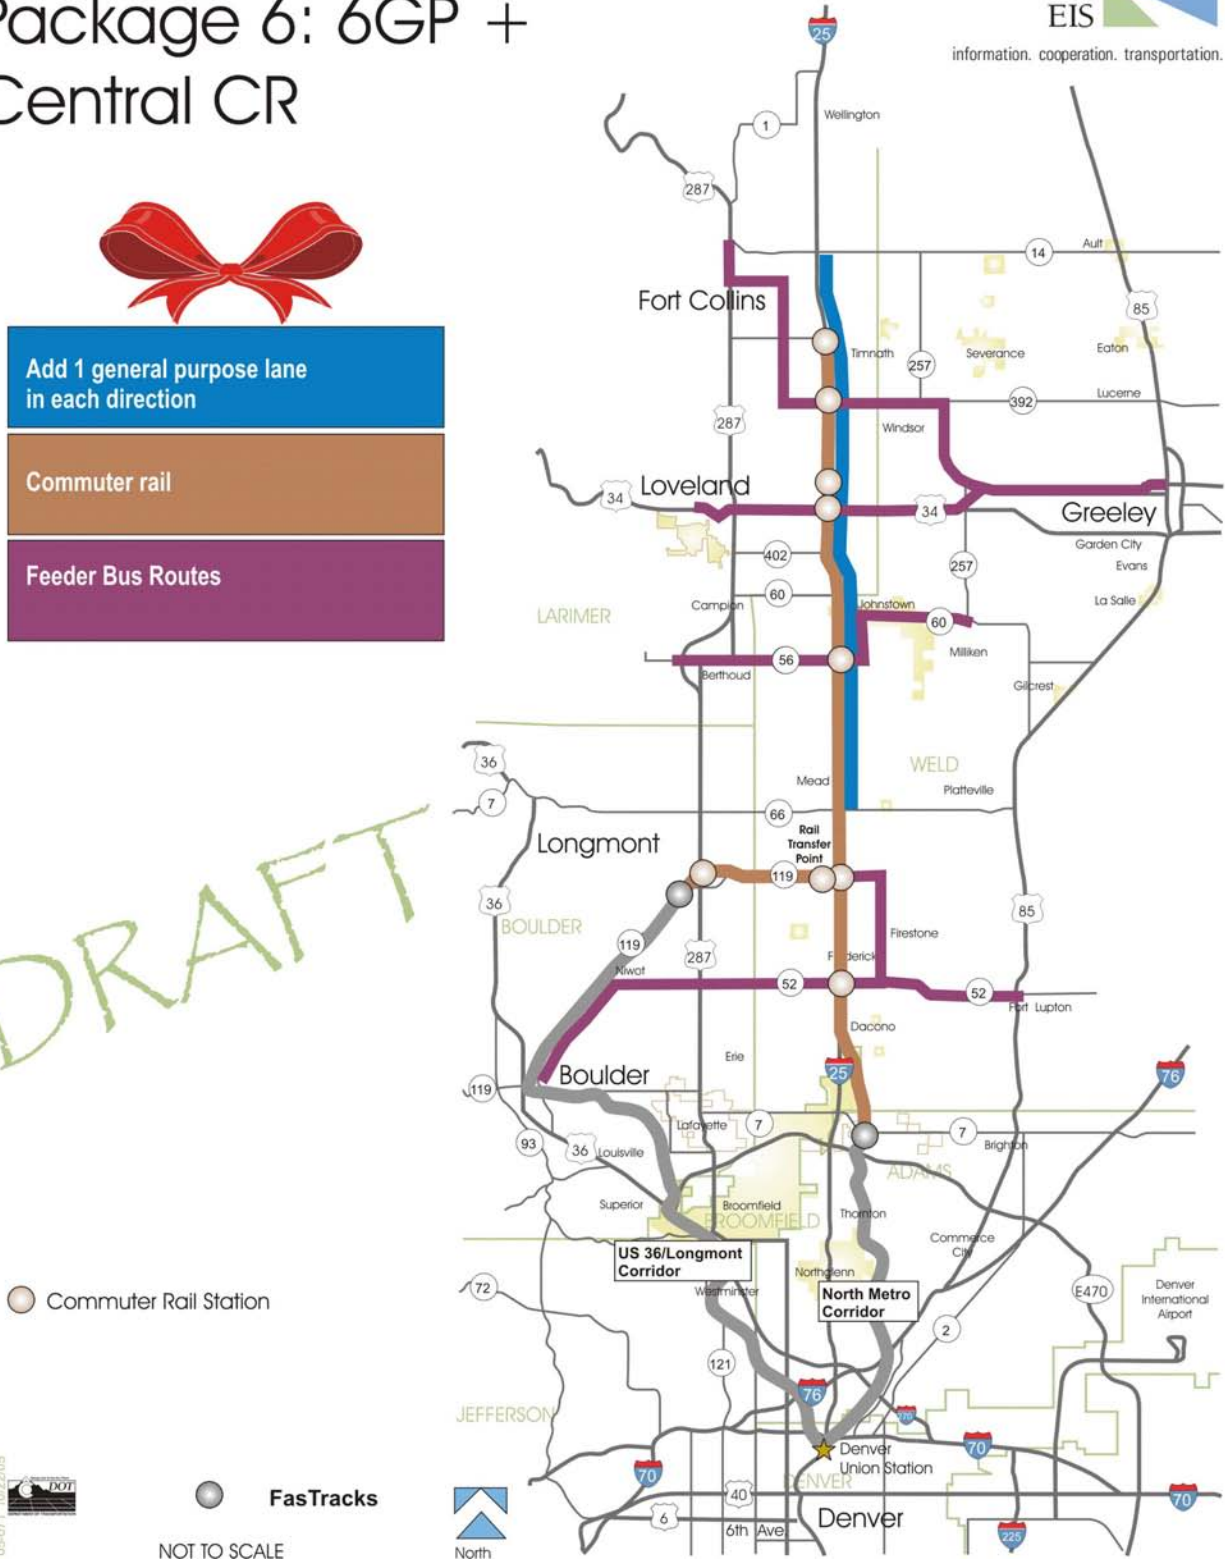 Package 6: 6GP +
Central CR
EIS
information. cooperation. transportation.
Add 1 general purpose lane
in each direction
Commuter rail
Feeder Bus Routes
DRAFT
25
Wellington
1
287
14
Ault
85
Fort Collins
Timnath
257
Severance
Eaton
287
392
Lucerne
Windsor
Loveland
34
34
Greeley
Garden City
402
257
Evans
60
La Salle
LARIMER
Campion
Johnstown
60
56
Milliken
Berthoud
Gilcrest
36
WELD
Mead
Platteville
7
66
Longmont
Rail
Transfer
Point
119
36
85
BOULDER
119
Firestone
287
Frederick
Niwot
52
52
Fort Lupton
Dacono
Erie
25
76
Boulder
119
Lafayette
7
7
93
36
Louisville
Brighton
ADAMS
Superior
Broomfield
BROOMFIELD
Thornton
Commerce
City
US 36/Longmont
Corridor
Northglenn
72
Westminster
North Metro
Corridor
E470
Denver
International
Airport
Commuter Rail Station
2
121
76
270
JEFFERSON
Denver
Union Station
70
70
DENVER
DOT
FasTracks
40
70
6
6th Ave.
Denver
225
NOT TO SCALE
North